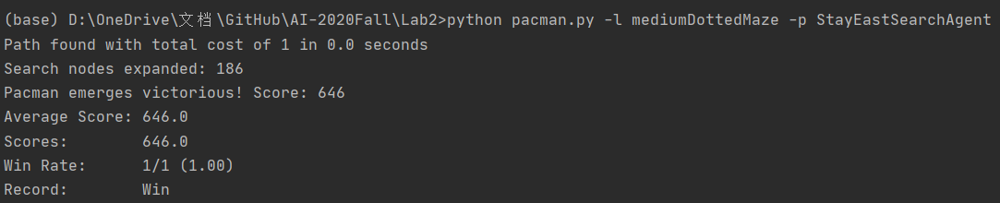 (base) D:\OneDrive\文档\GitHub\AI-2020Fall\Lab2>python pacman.py -l mediumDottedMaze -p StayEastSearchAgent
Path found with total cost of 1 in 0.0 seconds
Search nodes expanded: 186
Pacman emerges victorious! Score: 646
Average Score: 646.0
Scores:        646.0
Win Rate:      1/1 (1.00)
Record:        Win